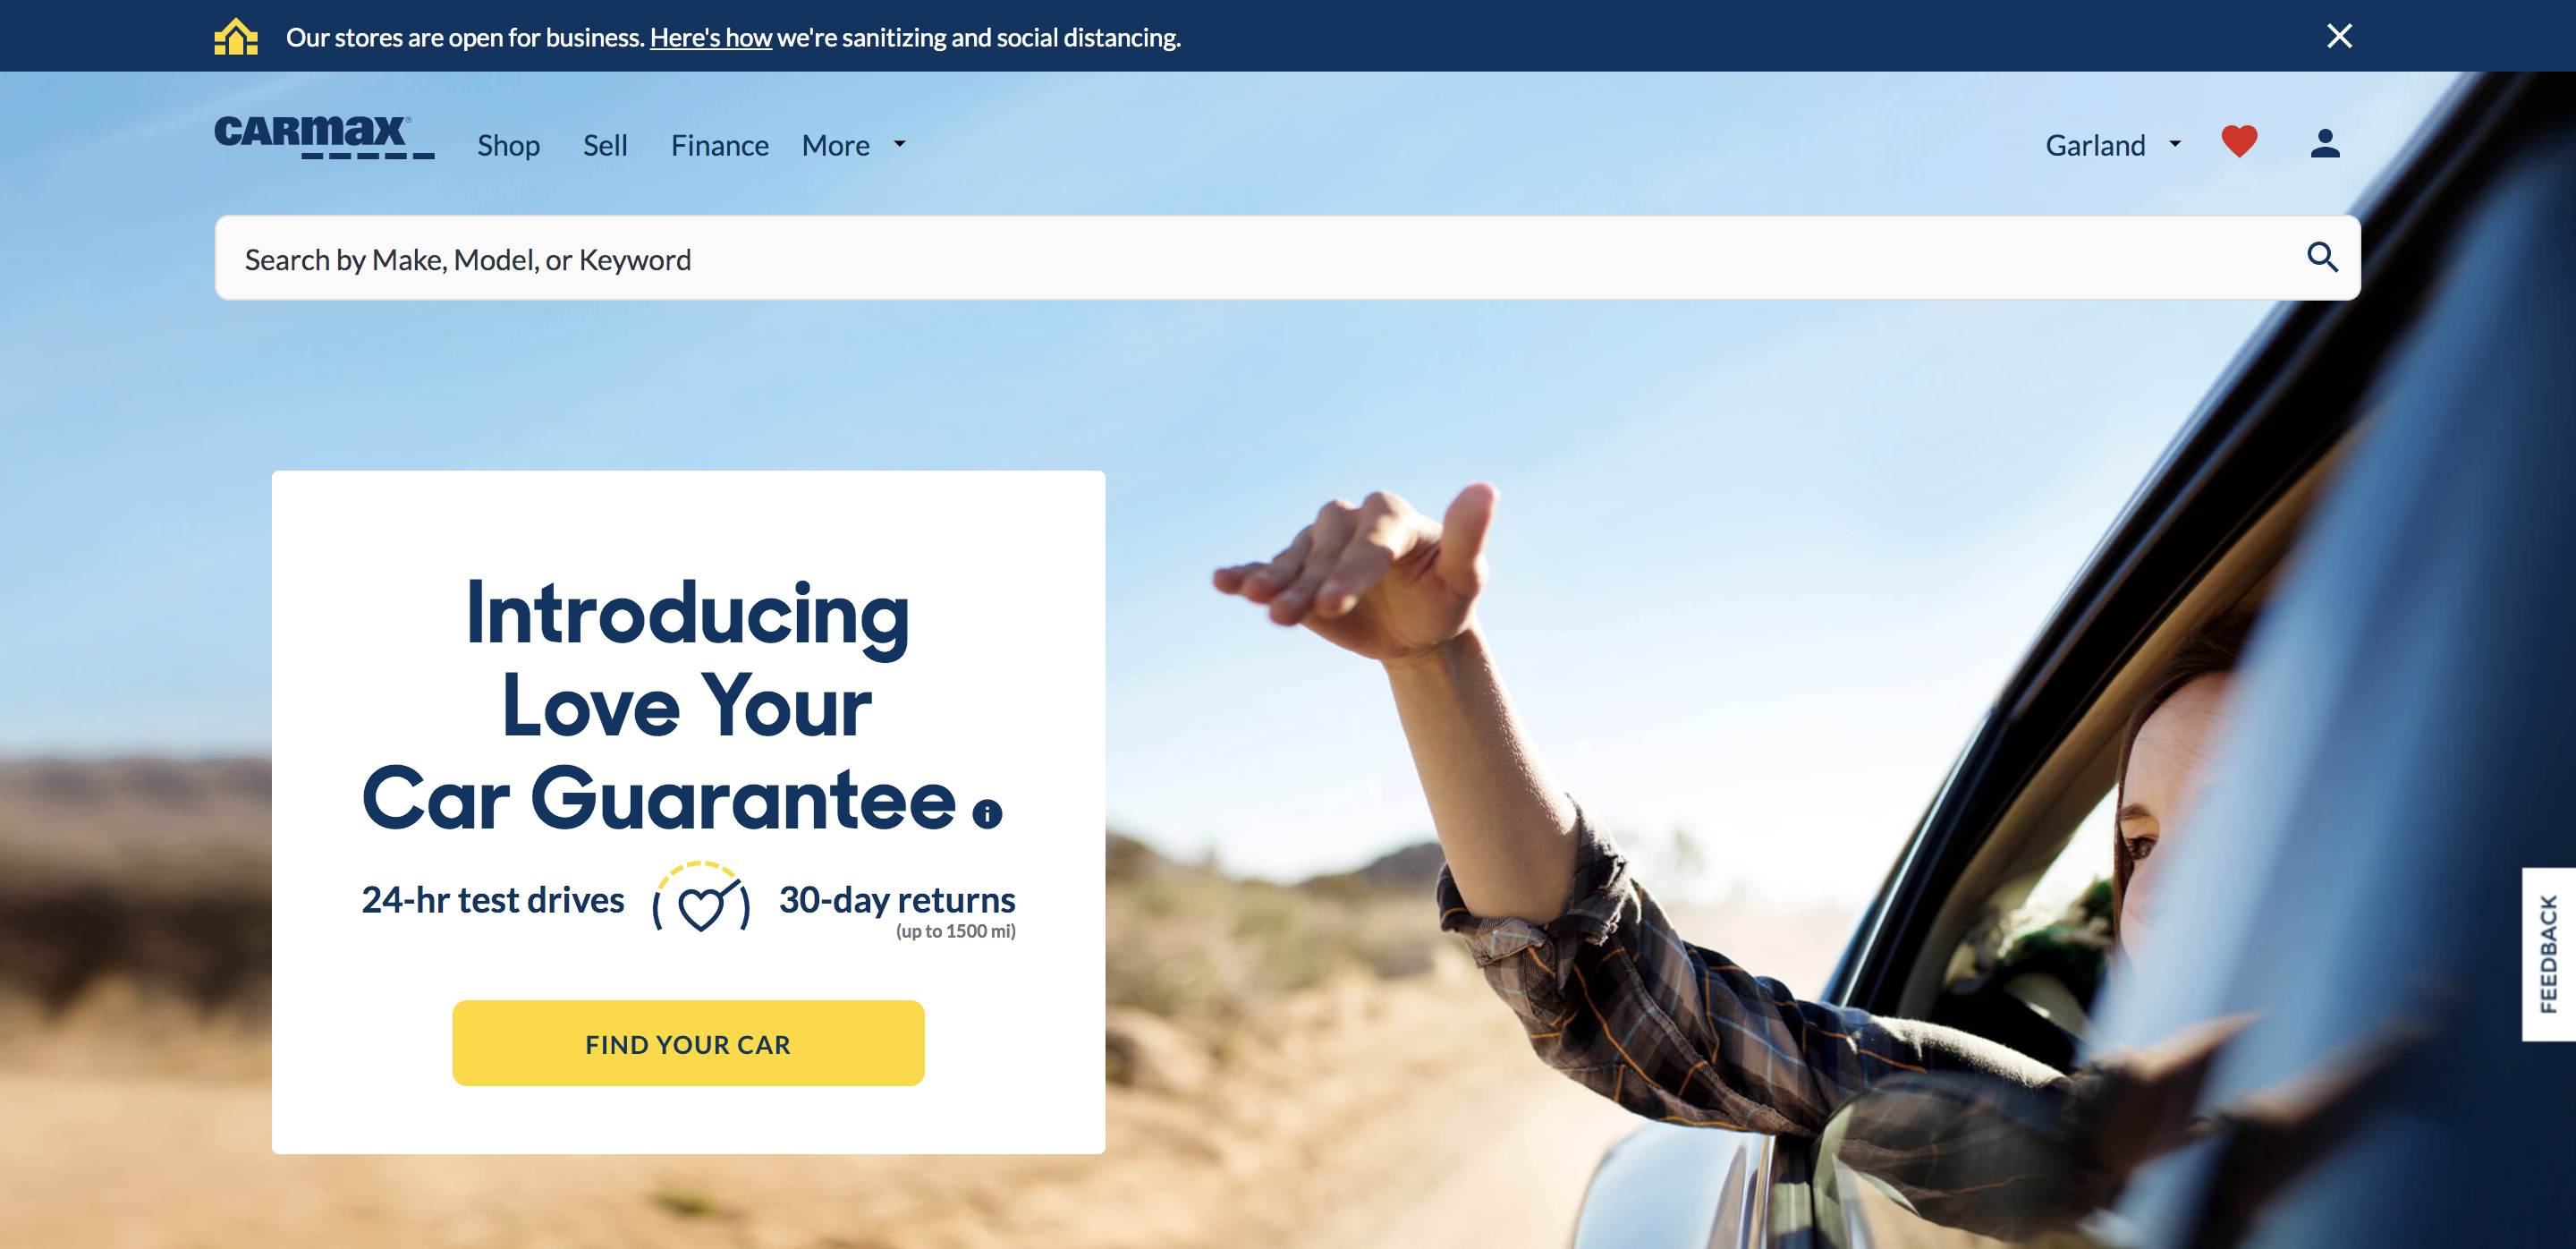 Our stores are open for business. Here's how we're sanitizing and social distancing.
CARMAX®
Shop Sell Finance More
Garland
Search by Make, Model, or Keyword
Introducing
Love Your
Car Guarantee
24-hr test drives 30-day returns
(up to 1500 mi)
FIND YOUR CAR
FEEDBACK